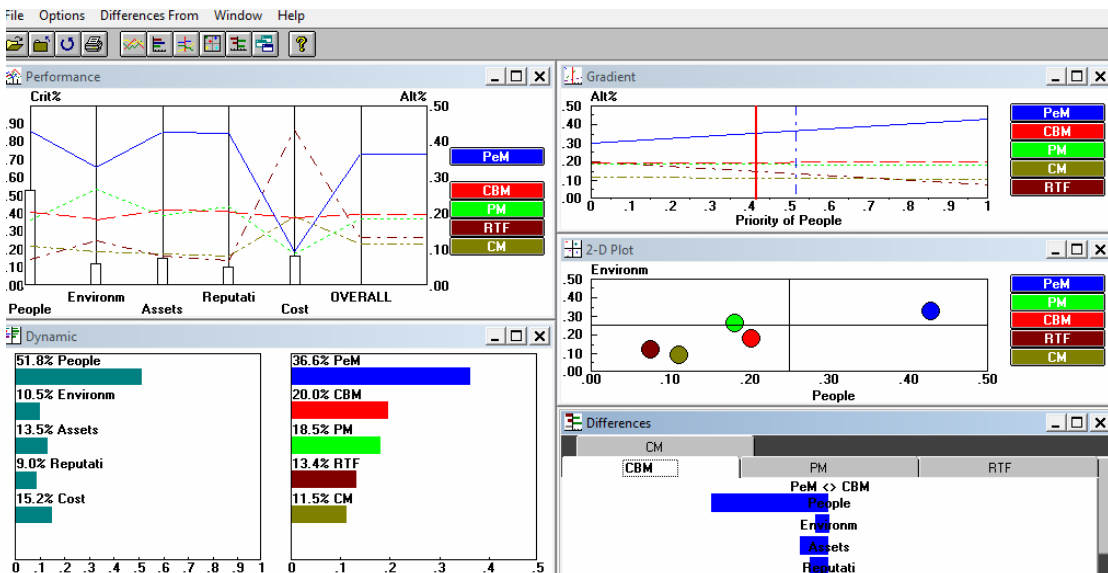 File Options Differences From Window Help
Performance
Crit% Alt%
.90
.80
.70
.60
.50
.40
.30
.20
.10
.00
.50
.40
.30
.20
.10
.00
PeM
CBM
PM
RTF
CM
Environm Reputati OVERALL
People Assets Cost
Gradient
Alt%
.50
.40
.30
.20
.10
.00
0 .1 .2 .3 .4 .5 .6 .7 .8 .9 1
Priority of People
PeM
CBM
PM
CM
RTF
2-D Plot
Environm
.50
.40
.30
.20
.10
.00
.00 .10 .20 .30 .40 .50
People
PeM
PM
CBM
RTF
CM
Dynamic
51.8% People
10.5% Environm
13.5% Assets
9.0% Reputati
15.2% Cost
0 .1 .2 .3 .4 .5 .6 .7 .8 .9 1
36.6% PeM
20.0% CBM
18.5% PM
13.4% RTF
11.5% CM
0 .1 .2 .3 .4 .5
Differences
CM
CBM PM RTF
PeM <> CBM
People
Environm
Assets
Reputati